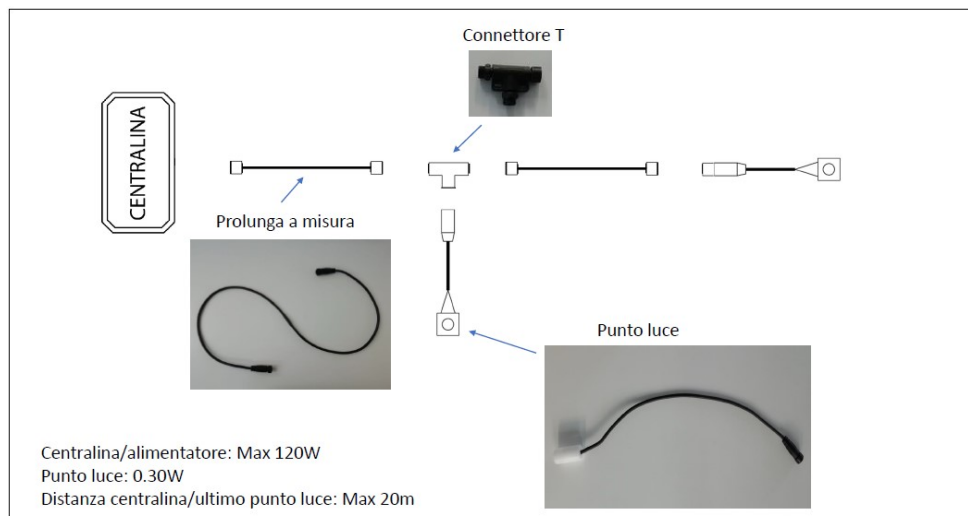 Connettore T
CENTRALINA
Prolunga a misura
Punto luce
Centralina/alimentatore: Max 120W
Punto luce: 0.30W
Distanza centralina/ultimo punto luce: Max 20m